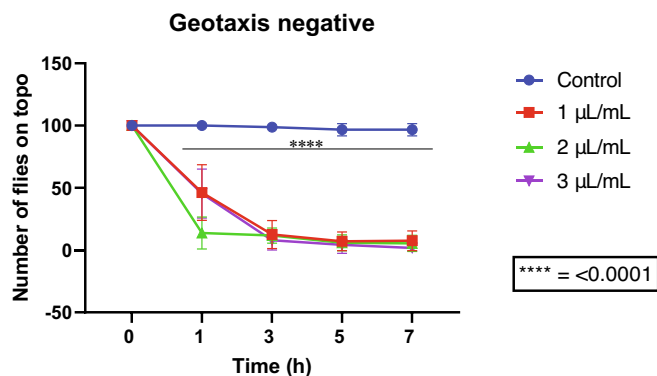 Geotaxis negative
Number of flies on topo
150
100
50
0
-50
****
0 1 3 5 7
Time (h)
Control
1 µL/mL
2 µL/mL
3 µL/mL
**** = <0.0001